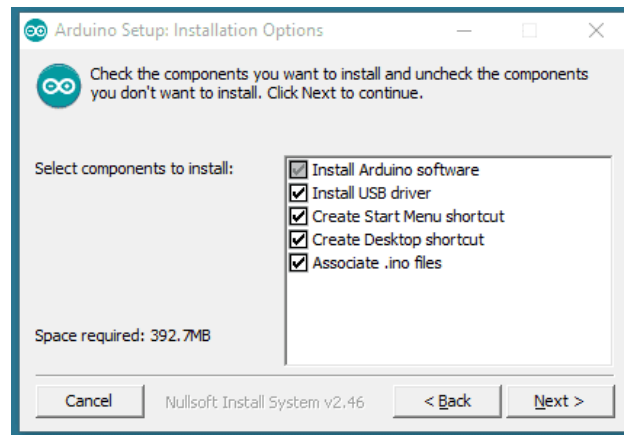 Arduino Setup: Installation Options
Check the components you want to install and uncheck the components
you don't want to install. Click Next to continue.
Select components to install:
Install Arduino software
Install USB driver
Create Start Menu shortcut
Create Desktop shortcut
Associate .ino files
Space required: 392.7MB
Cancel
Nullsoft Install System v2.46
< Back
Next >